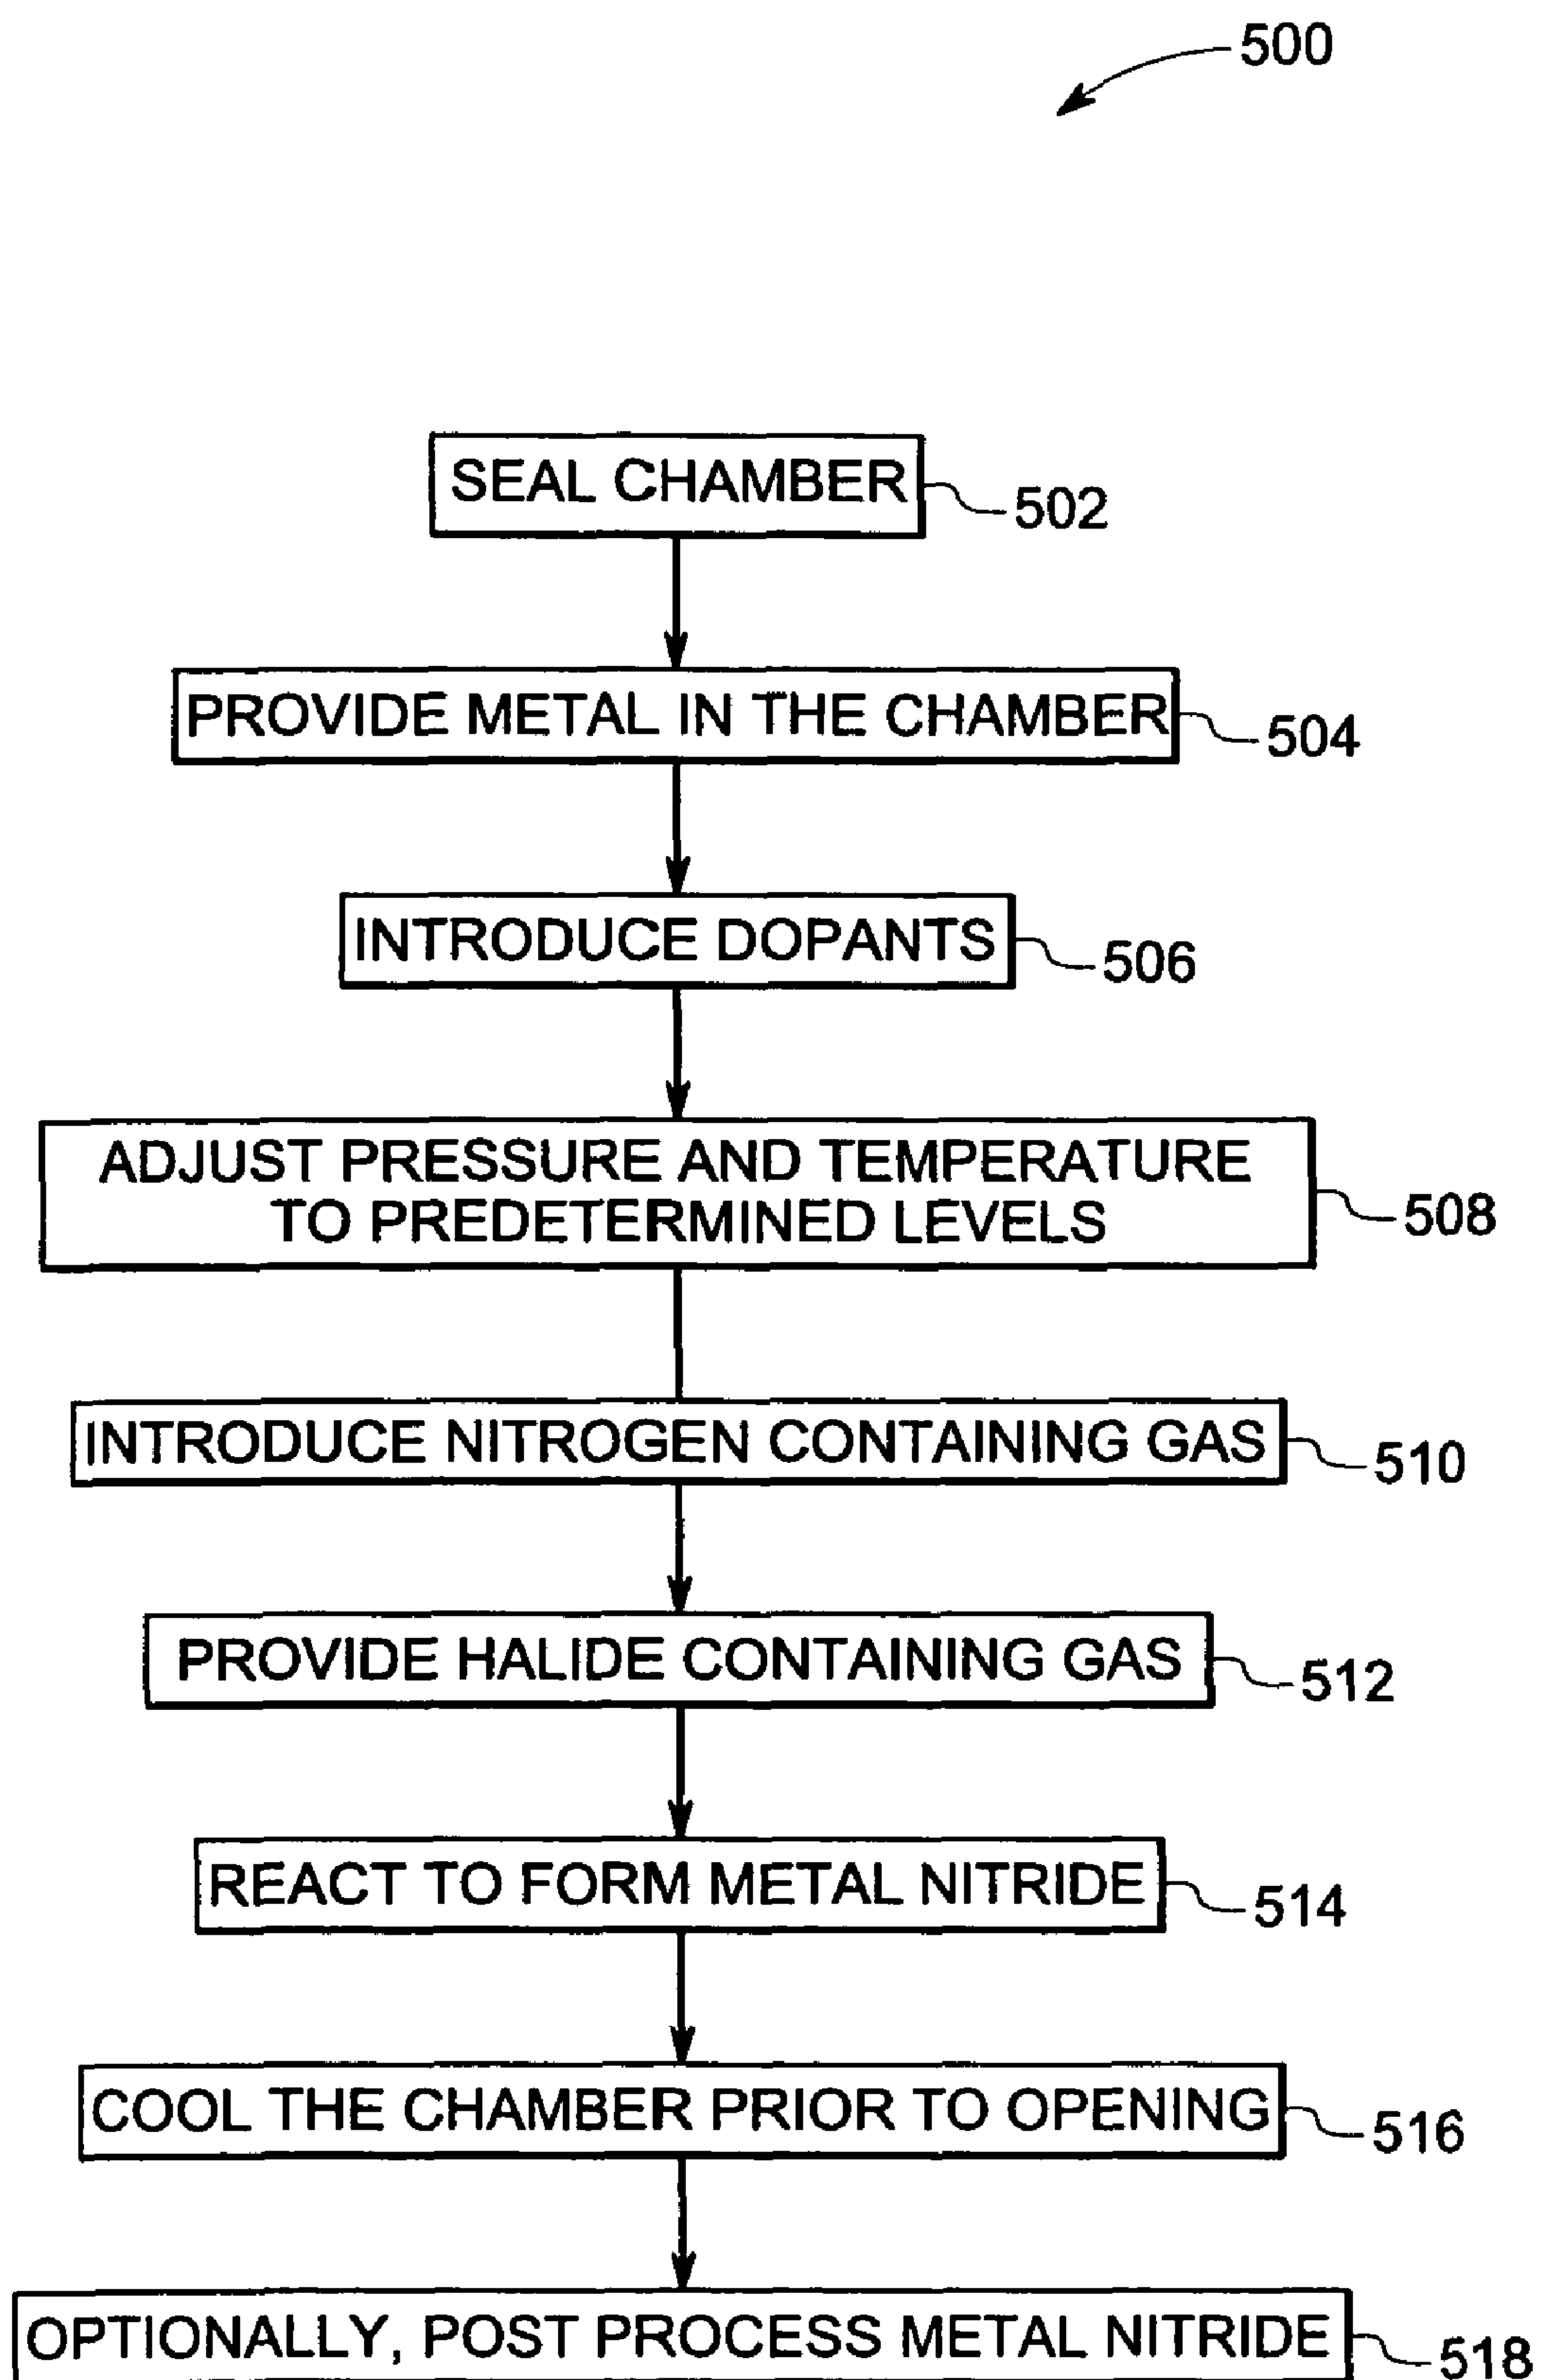 500
SEAL CHAMBER
502
PROVIDE METAL IN THE CHAMBER
504
INTRODUCE DOPANTS
506
ADJUST PRESSURE AND TEMPERATURE
TO PREDETERMINED LEVELS
508
INTRODUCE NITROGEN CONTAINING GAS
510
PROVIDE HALIDE CONTAINING GAS
512
REACT TO FORM METAL NITRIDE
514
COOL THE CHAMBER PRIOR TO OPENING
516
OPTIONALLY, POST PROCESS METAL NITRIDE
518